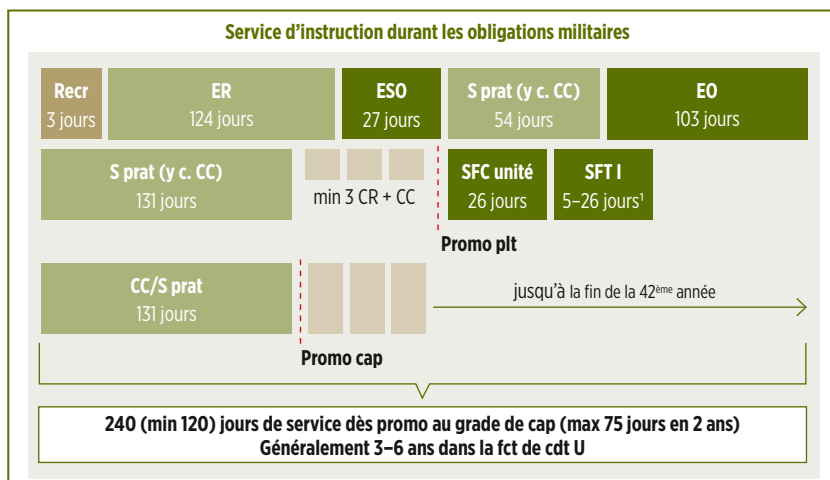 Service d'instruction durant les obligations militaires
Recr
3 jours
ER
124 jours
ESO
27 jours
S prat (y c. CC)
54 jours
EO
103 jours
S prat (y c. CC)
131 jours
min 3 CR + CC
SFC unité
26 jours
SFT I
5–26 jours¹
Promo plt
CC/S prat
131 jours
jusqu'à la fin de la 42ème année
Promo cap
240 (min 120) jours de service dès promo au grade de cap (max 75 jours en 2 ans)
Généralement 3–6 ans dans la fct de cdt U